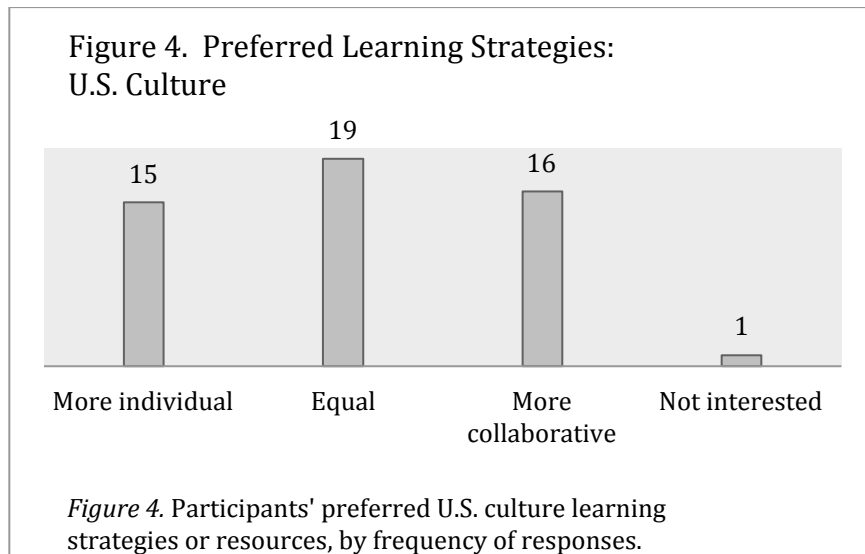 Figure 4. Preferred Learning Strategies:
U.S. Culture
15
19
16
1
More individual
Equal
More
collaborative
Not interested
Figure 4. Participants' preferred U.S. culture learning
strategies or resources, by frequency of responses.